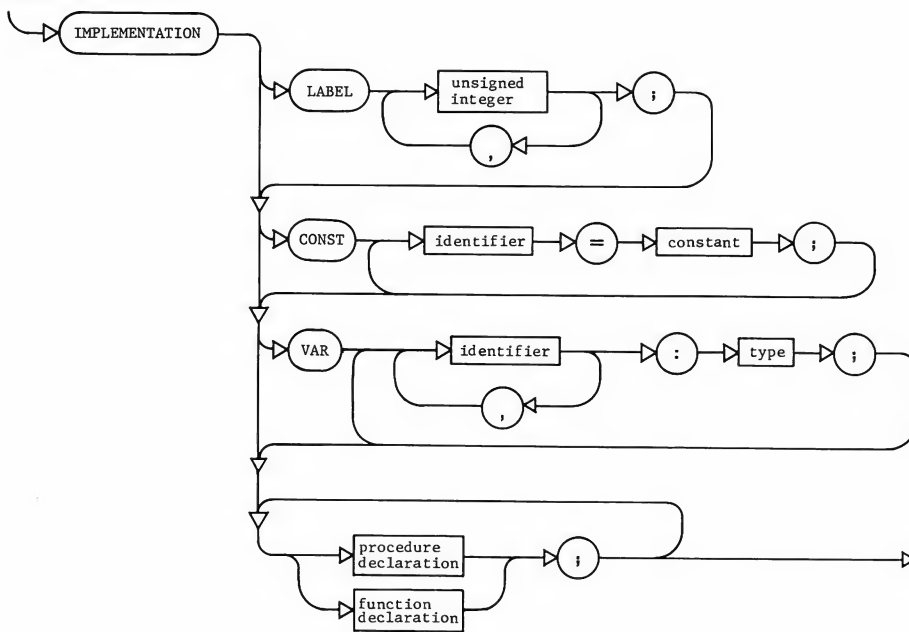 IMPLEMENTATION
LABEL
unsigned
integer
;
,
CONST
identifier
=
constant
;
VAR
identifier
:
type
;
,
procedure
declaration
;
function
declaration